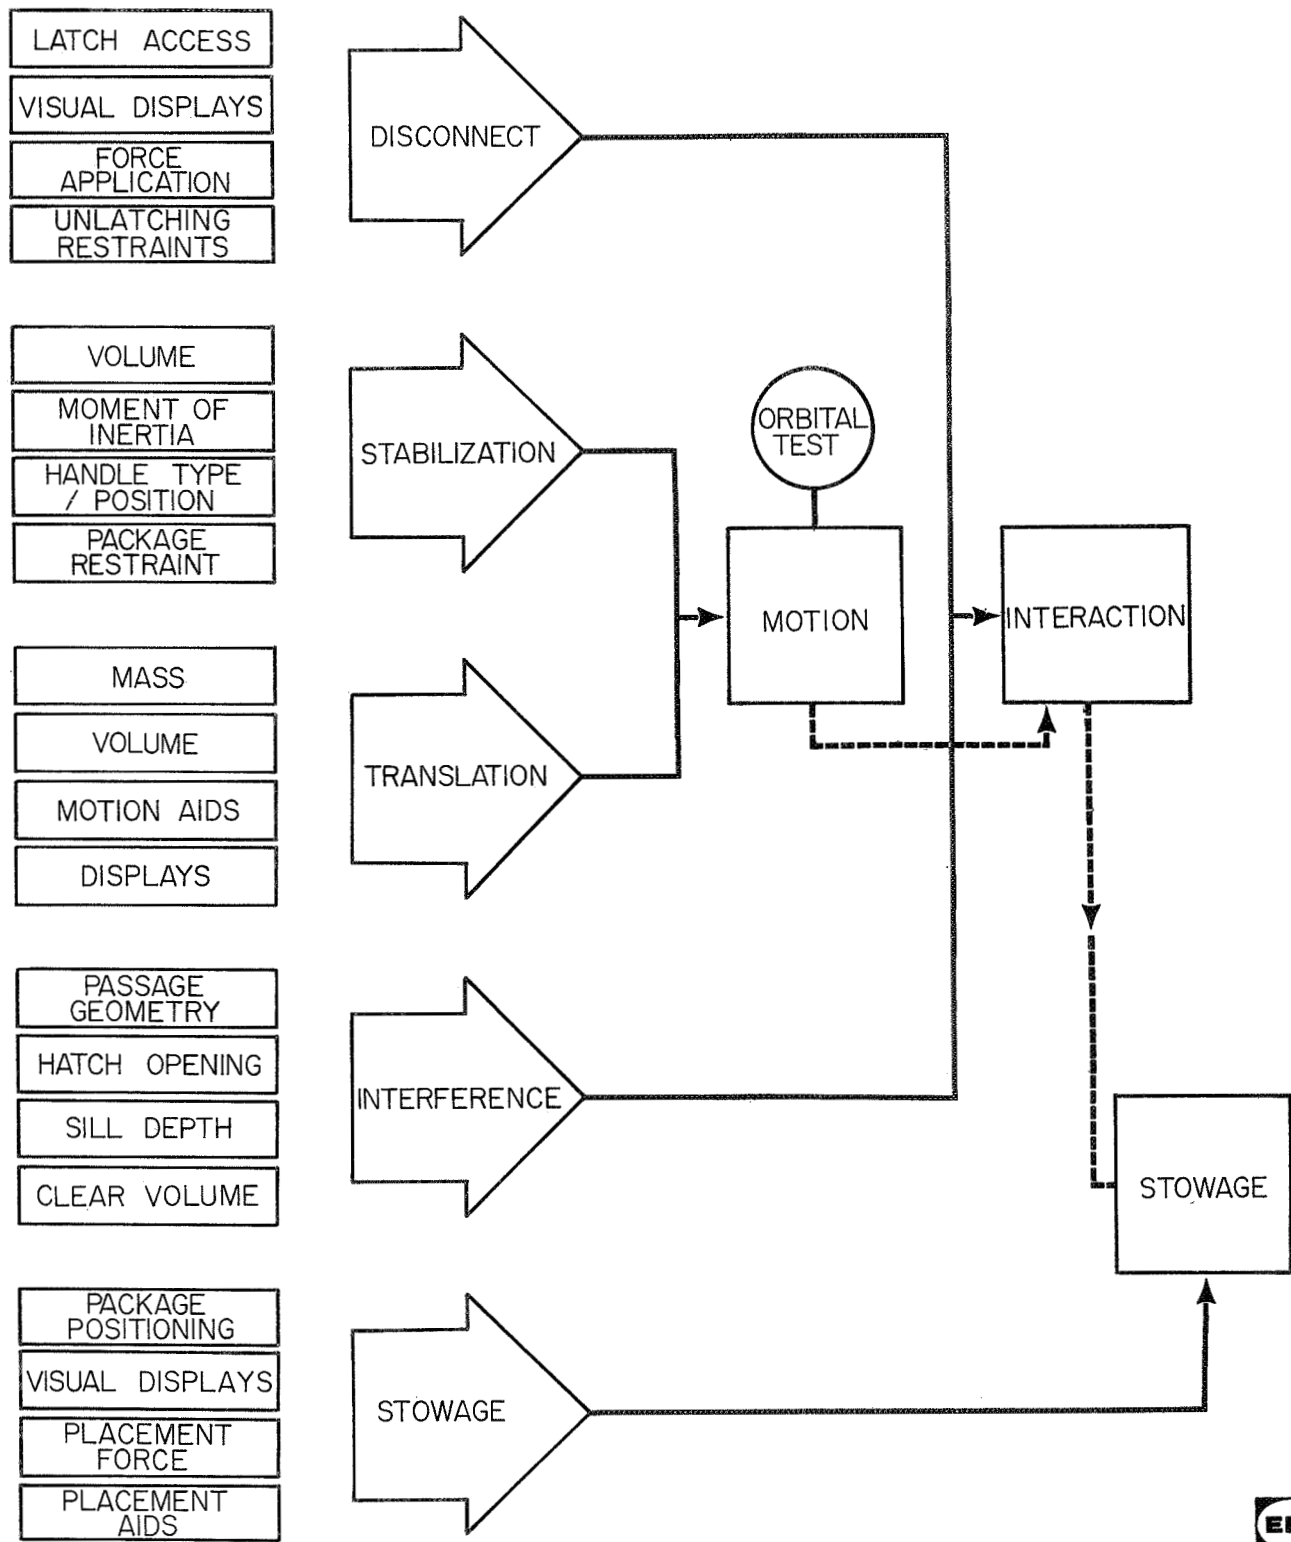 LATCH ACCESS
VISUAL DISPLAYS
FORCE
APPLICATION
UNLATCHING
RESTRAINTS
DISCONNECT
VOLUME
MOMENT OF
INERTIA
HANDLE TYPE
/ POSITION
PACKAGE
RESTRAINT
STABILIZATION
ORBITAL
TEST
MOTION
INTERACTION
MASS
VOLUME
MOTION AIDS
DISPLAYS
TRANSLATION
PASSAGE
GEOMETRY
HATCH OPENING
SILL DEPTH
CLEAR VOLUME
INTERFERENCE
STOWAGE
PACKAGE
POSITIONING
VISUAL DISPLAYS
PLACEMENT
FORCE
PLACEMENT
AIDS
STOWAGE